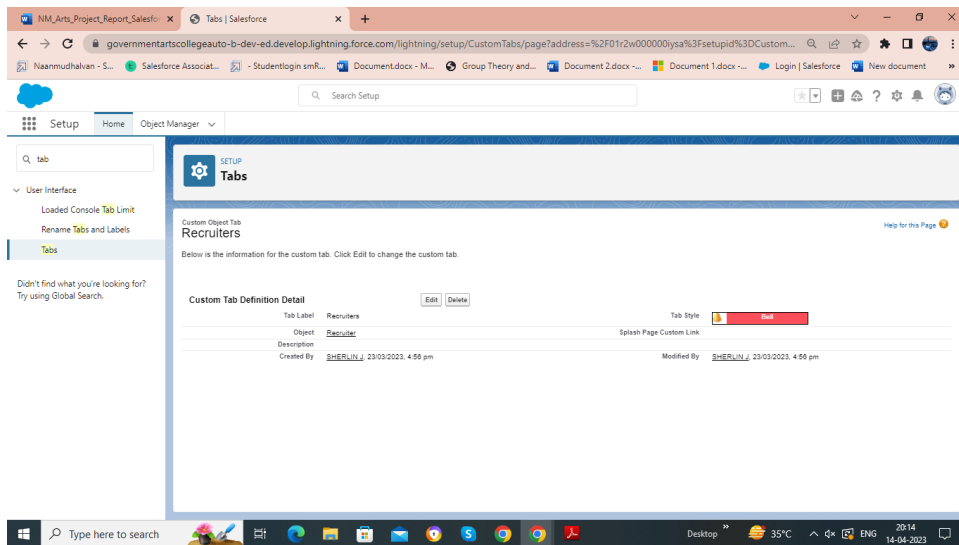 NM_Arts_Project_Report_Salesfor
Tabs | Salesforce
governmentartscollegeauto-b-dev-ed.develop.lightning.force.com/lightning/setup/CustomTabs/page?address=%2F01r2w000000iysa%3Fsetupid%3DCustom...
Naanmudhalvan - S...
Salesforce Associat...
- Studentlogin smR...
Document.docx - M...
Group Theory and...
Document 2.docx -...
Document 1.docx -...
Login | Salesforce
New document
»
Search Setup
Setup
Home
Object Manager
tab
User Interface
Loaded Console Tab Limit
Rename Tabs and Labels
Tabs
Didn't find what you're looking for?
Try using Global Search.
SETUP
Tabs
Custom Object Tab
Recruiters
Help for this Page
Below is the information for the custom tab. Click Edit to change the custom tab.
Custom Tab Definition Detail
Edit
Delete
Tab Label
Recruiters
Tab Style
Bell
Object
Recruiter
Splash Page Custom Link
Description
Created By
SHERLIN J, 23/03/2023, 4:56 pm
Modified By
SHERLIN J, 23/03/2023, 4:56 pm
Type here to search
Desktop
»
35°C
ENG
20:14
14-04-2023